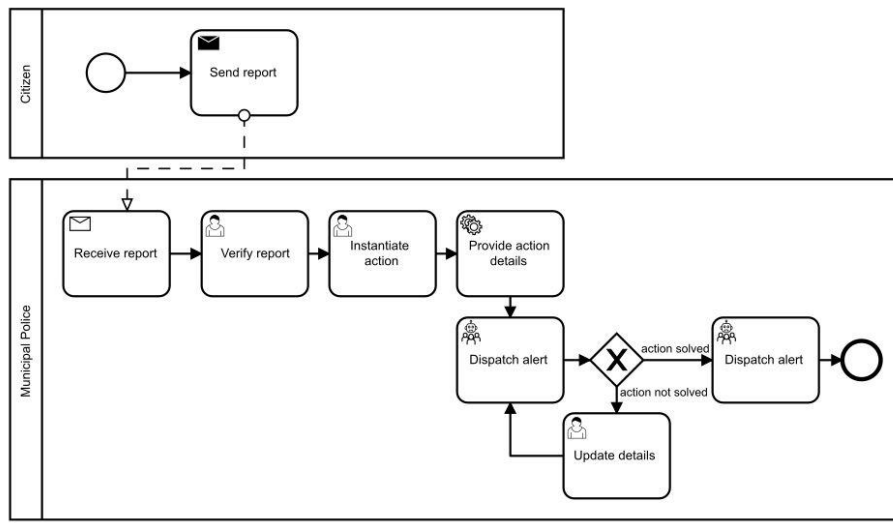 Citizen
Send report
Municipal Police
Receive report
Verify report
Instantiate
action
Provide action
details
Dispatch alert
action solved
action not solved
Dispatch alert
Update details